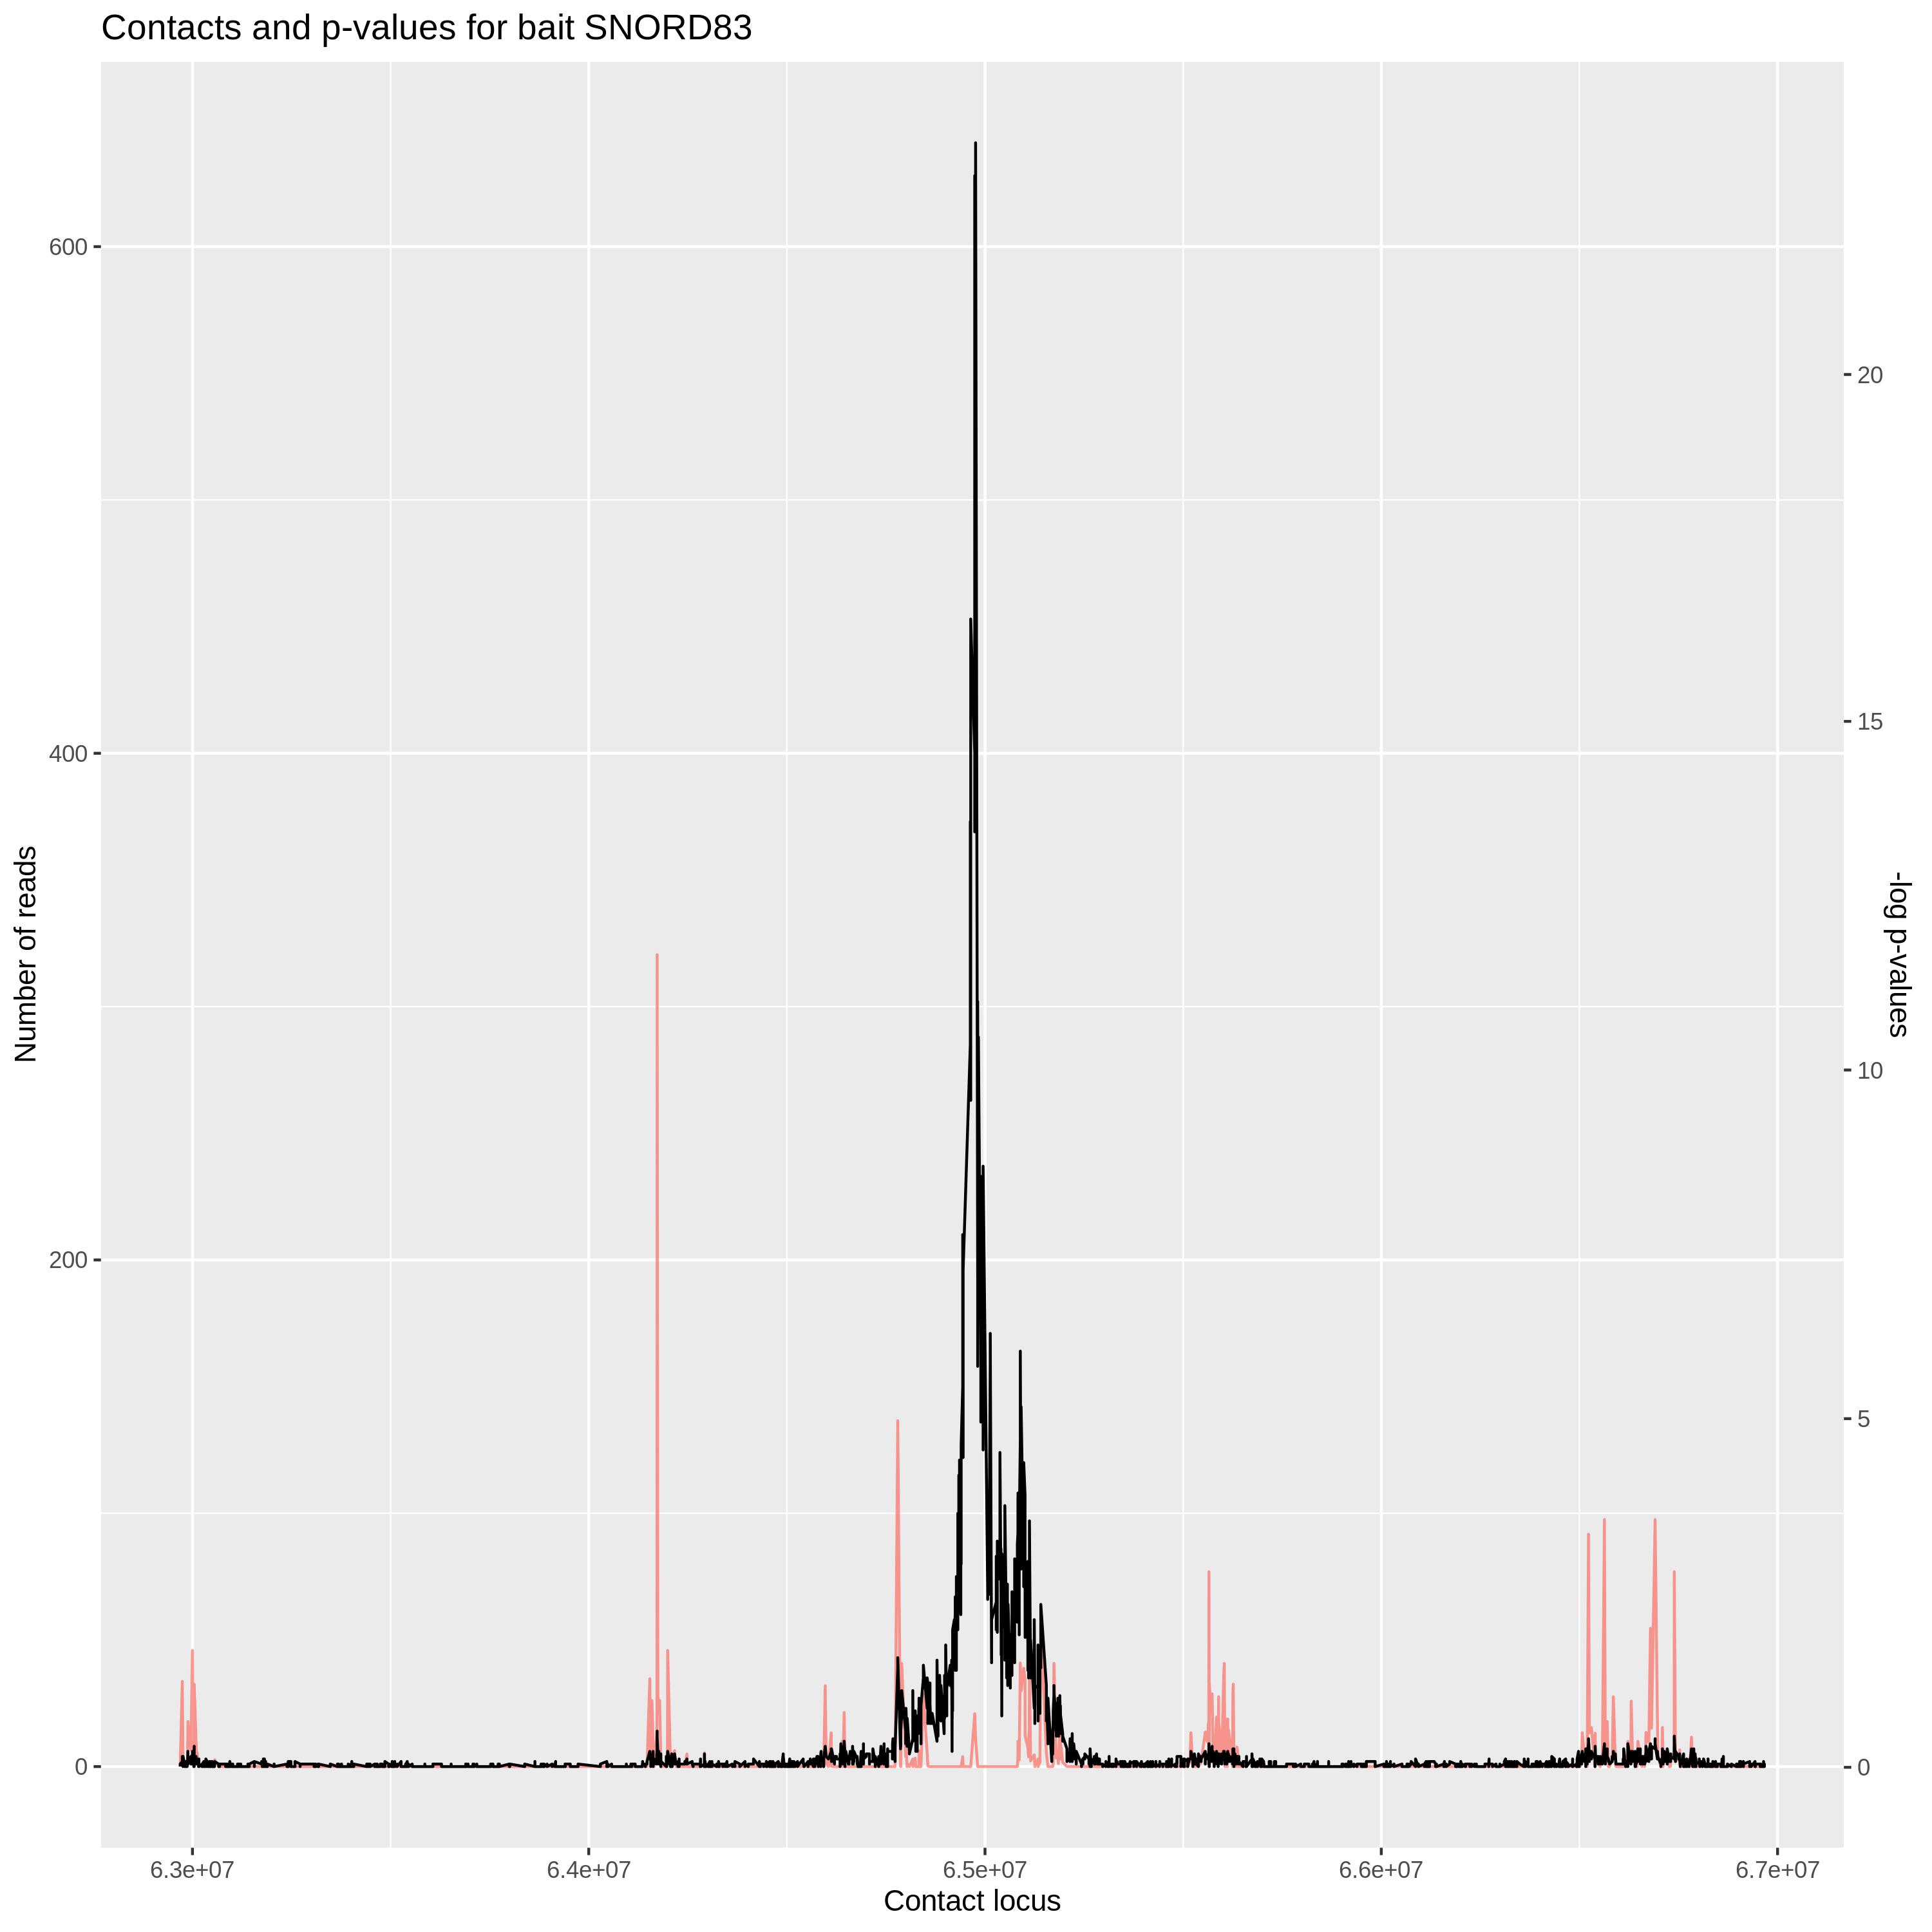 Contacts and p-values for bait SNORD83
600
400
200
0
Number of reads
20
15
10
5
0
-log p-values
6.3e+07
6.4e+07
6.5e+07
6.6e+07
6.7e+07
Contact locus